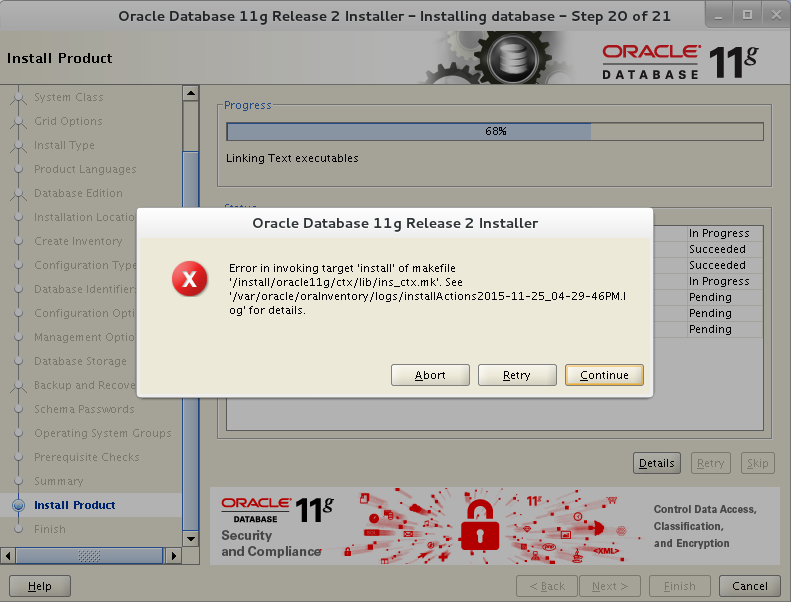 Oracle Database 11g Release 2 Installer - Installing database - Step 20 of 21
Install Product
ORACLE
DATABASE
11g
System Class
Grid Options
Install Type
Product Languages
Database Edition
Installation Locatio
Create Inventory
Configuration Type
Database Identifiers
Configuration Opti
Management Optio
Database Storage
Backup and Recove
Schema Passwords
Operating System Groups
Prerequisite Checks
Summary
Install Product
Finish
Progress
68%
Linking Text executables
Status
In Progress
Succeeded
Succeeded
In Progress
Pending
Pending
Pending
Oracle Database 11g Release 2 Installer
X
Error in invoking target 'install' of makefile
'/install/oracle11g/ctx/lib/ins_ctx.mk'. See
'/var/oracle/oraInventory/logs/installActions2015-11-25_04-29-46PM.l
og' for details.
Abort
Retry
Continue
Details
Retry
Skip
ORACLE
DATABASE
11g
Security
and Compliance
11g
<XML>
Control Data Access,
Classification,
and Encryption
Help
< Back
Next >
Finish
Cancel